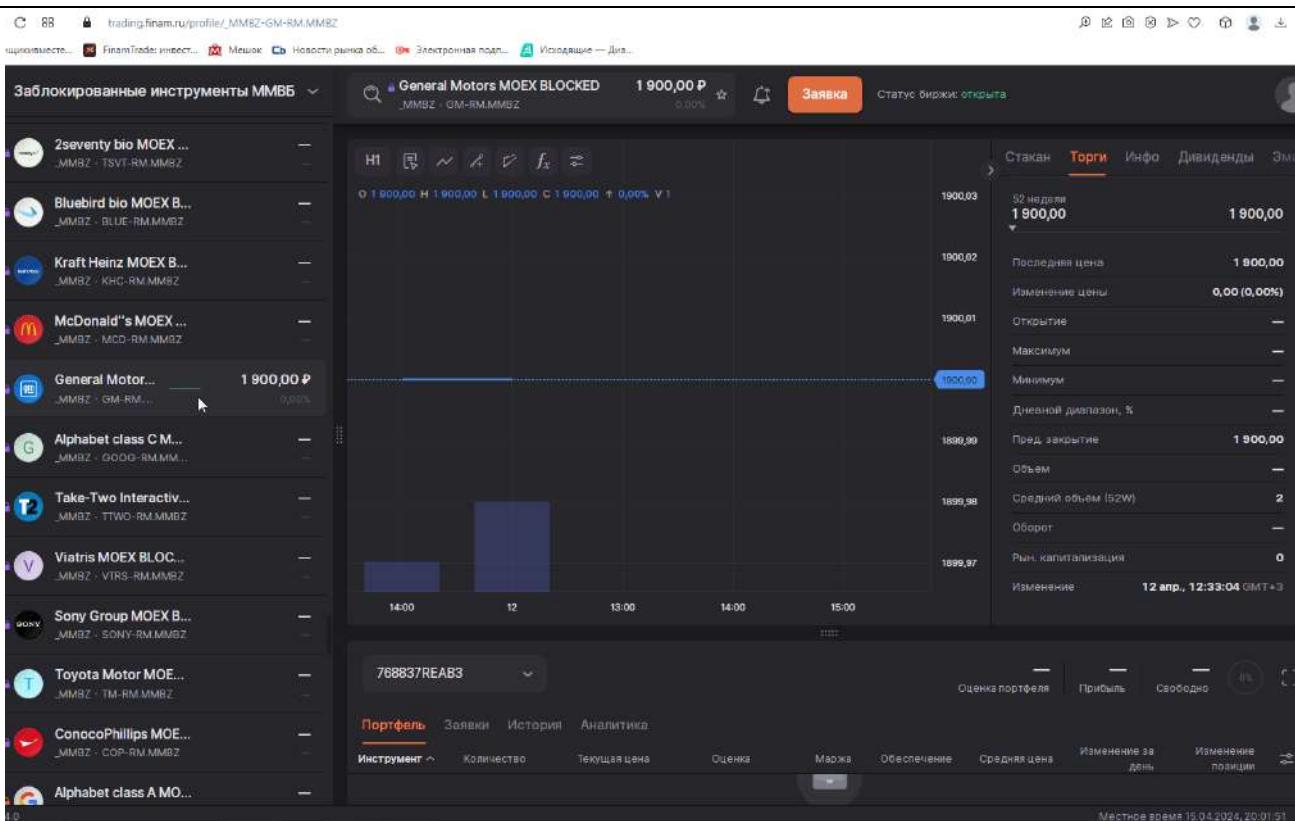 trading.finam.ru/profile/_MMBZ-GM-RM.MMBZ
FinamTrade: инвест...
Мешок
Новости рынка об...
Электронная подп...
Исходящие — Диа...
Заблокированные инструменты ММВБ
General Motors MOEX BLOCKED
1 900,00 ₽
_MMBZ · GM-RM.MMBZ
0,00%
Заявка
Статус биржи: открыта
2seventy bio MOEX ...
—
_MMBZ · TSVT-RM.MMBZ
Bluebird bio MOEX B...
—
_MMBZ · BLUE-RM.MMBZ
Kraft Heinz MOEX B...
—
_MMBZ · KHC-RM.MMBZ
McDonald"s MOEX ...
—
_MMBZ · MCD-RM.MMBZ
General Motor...
1 900,00 ₽
_MMBZ · GM-RM...
0,00%
G
Alphabet class C M...
—
_MMBZ · GOOG-RM.MM...
T2
Take-Two Interactiv...
—
_MMBZ · TTWO-RM.MMBZ
V
Viatris MOEX BLOC...
—
_MMBZ · VTRS-RM.MMBZ
SONY
Sony Group MOEX B...
—
_MMBZ · SONY-RM.MMBZ
T
Toyota Motor MOE...
—
_MMBZ · TM-RM.MMBZ
ConocoPhillips MOE...
—
_MMBZ · COP-RM.MMBZ
Alphabet class A MO...
—
H1
O 1 900,00 H 1 900,00 L 1 900,00 C 1 900,00 ↑ 0,00% V 1
1900,03
1900,02
1900,01
1900,00
1899,99
1899,98
1899,97
14:00 12 13:00 14:00 15:00
Стакан Торги Инфо Дивиденды Эми
52 недели
1 900,00 1 900,00
Последняя цена 1 900,00
Изменение цены 0,00 (0,00%)
Открытие —
Максимум —
Минимум —
Дневной диапазон, % —
Пред. закрытие 1 900,00
Объем —
Средний объем (52W) 2
Оборот —
Рын. капитализация 0
Изменение 12 апр., 12:33:04 GMT+3
768837REAB3
— — —
Оценка портфеля Прибыль Свободно 0%
Портфель Заявки История Аналитика
Инструмент Количество Текущая цена Оценка Маржа Обеспечение Средняя цена Изменение за день Изменение позиции
4.0
Местное время 15.04.2024, 20:01:51